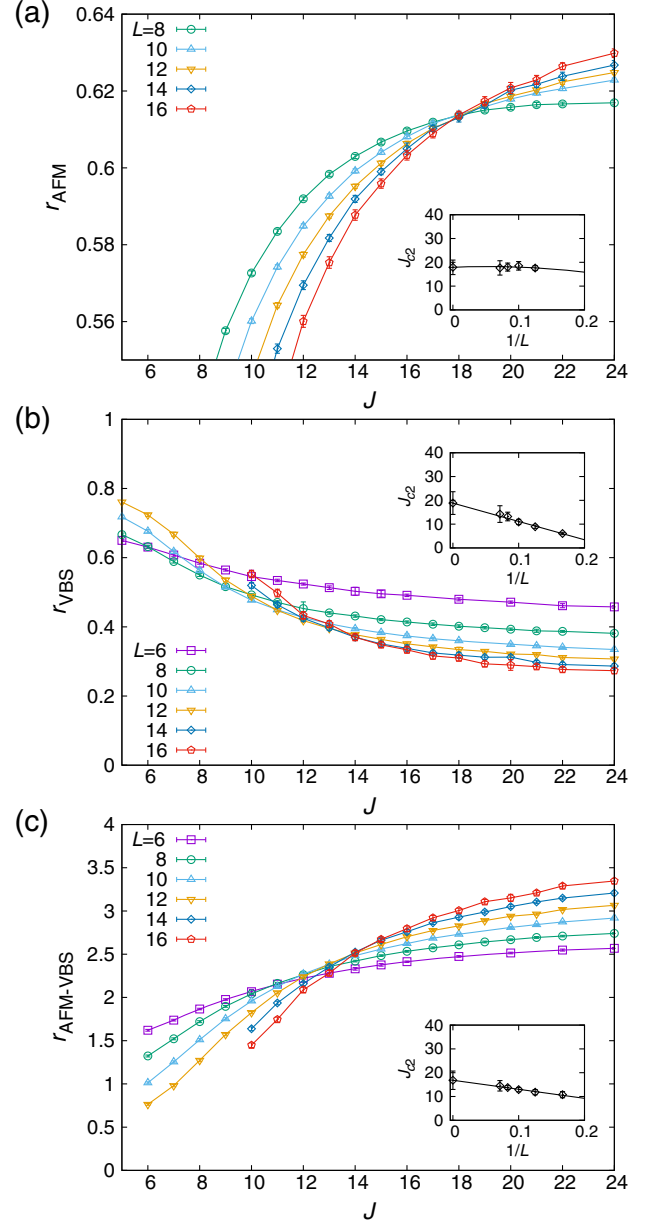 (a)
0.64
0.62
0.6
0.58
0.56
r_AFM
L=8
10
12
14
16
40
30
20
10
0
J_c2
0 0.1 0.2
1/L
6 8 10 12 14 16 18 20 22 24
J
(b)
1
0.8
0.6
0.4
0.2
0
r_VBS
40
30
20
10
0
J_c2
0 0.1 0.2
1/L
L=6
8
10
12
14
16
6 8 10 12 14 16 18 20 22 24
J
(c)
4
3.5
3
2.5
2
1.5
1
0.5
0
r_AFM-VBS
L=6
8
10
12
14
16
40
30
20
10
0
J_c2
0 0.1 0.2
1/L
6 8 10 12 14 16 18 20 22 24
J